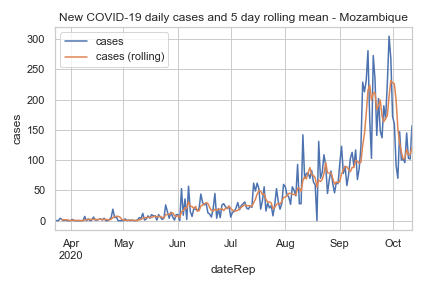 New COVID-19 daily cases and 5 day rolling mean - Mozambique
cases
cases (rolling)
300
250
200
150
100
50
0
cases
Apr
2020
May
Jun
Jul
Aug
Sep
Oct
dateRep